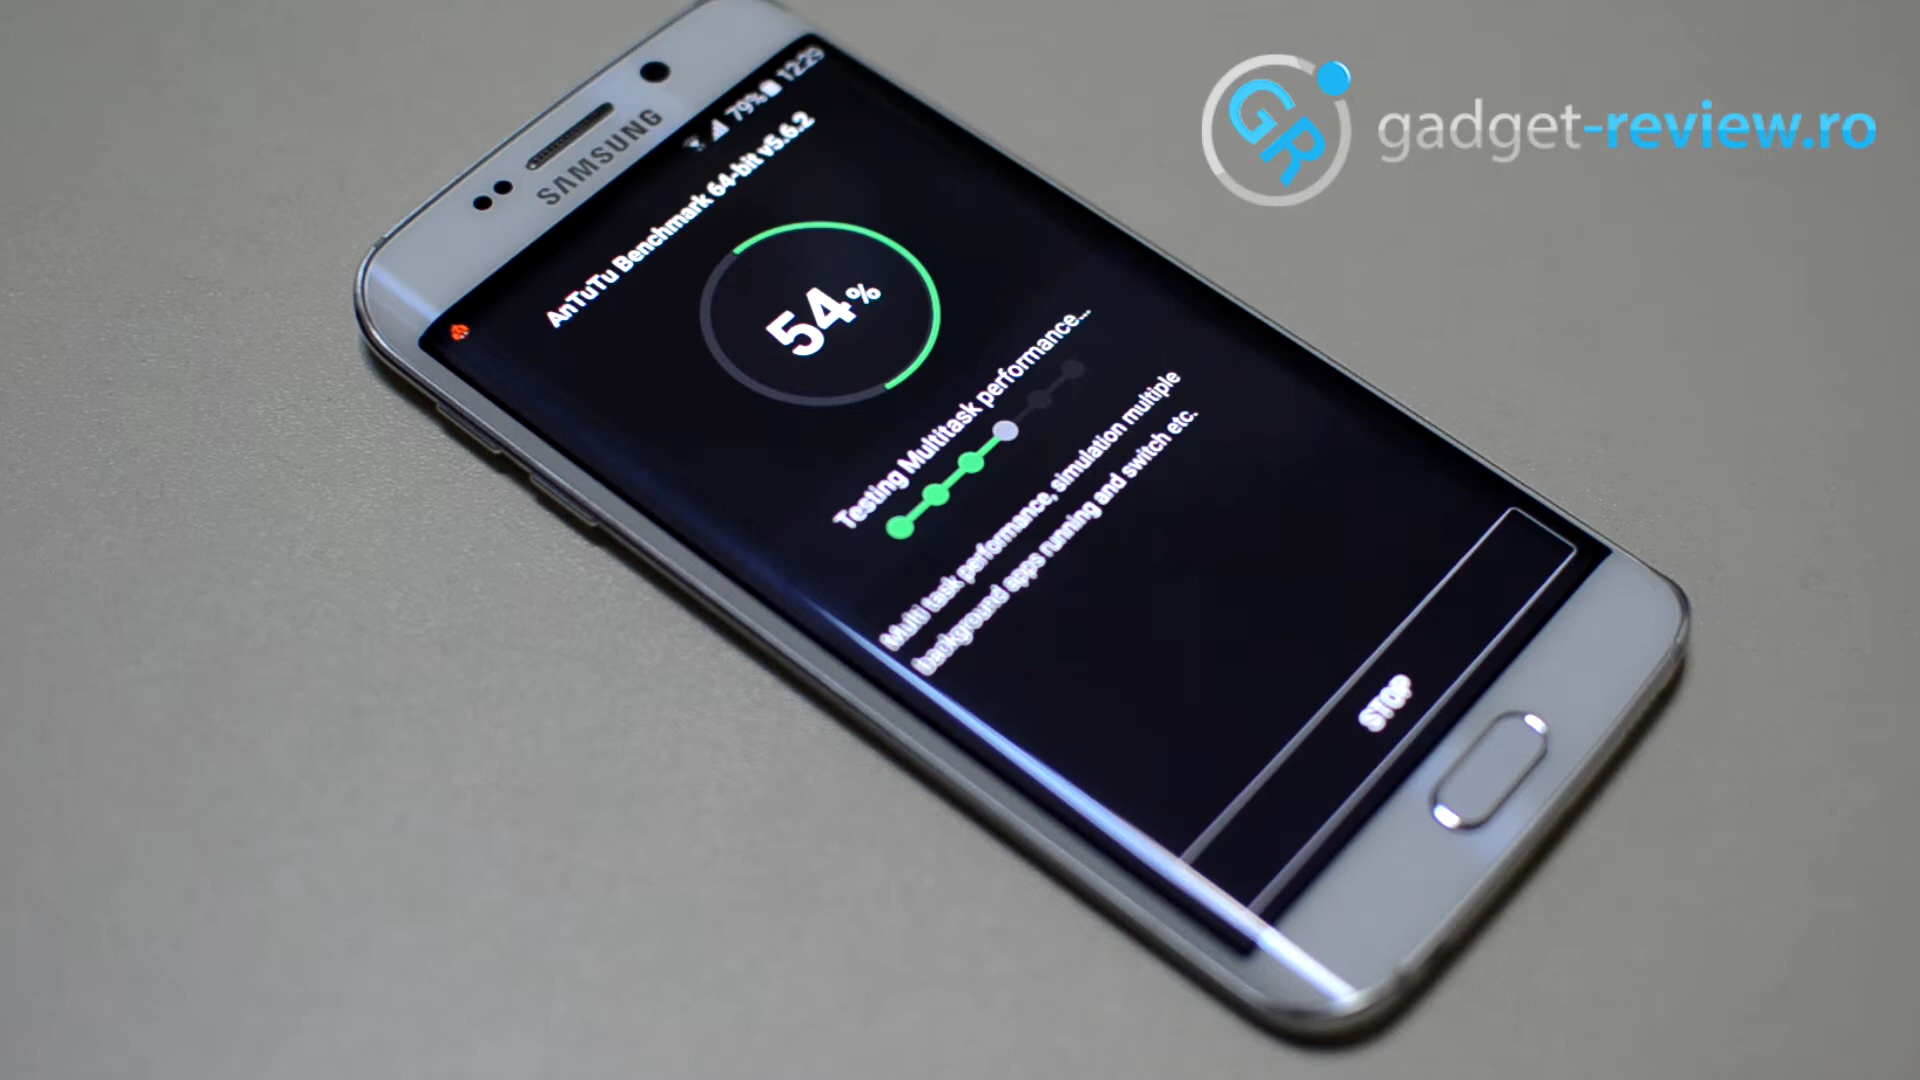 GR gadget-review.ro
SAMSUNG
79% 12:29
AnTuTu Benchmark 64-bit v5.6.2
54%
Testing Multitask performance...
Multi task performance, simulation multiple
background apps running and switch etc.
STOP